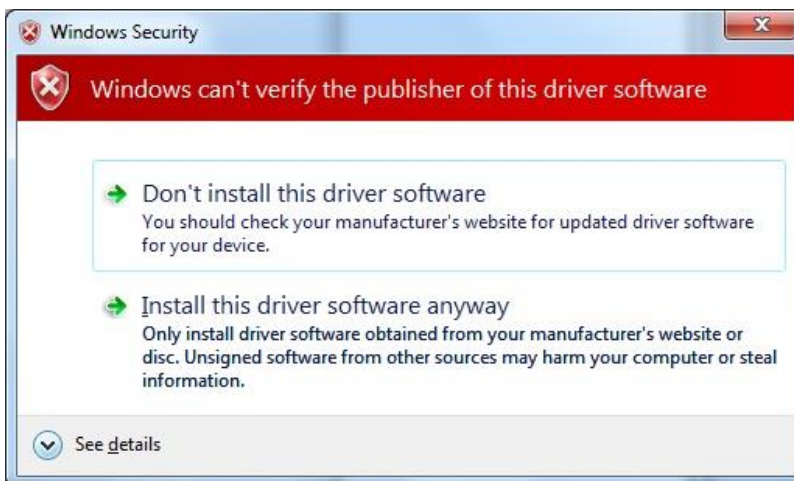 Windows Security
Windows can't verify the publisher of this driver software
Don't install this driver software
You should check your manufacturer's website for updated driver software
for your device.
Install this driver software anyway
Only install driver software obtained from your manufacturer's website or
disc. Unsigned software from other sources may harm your computer or steal
information.
See details